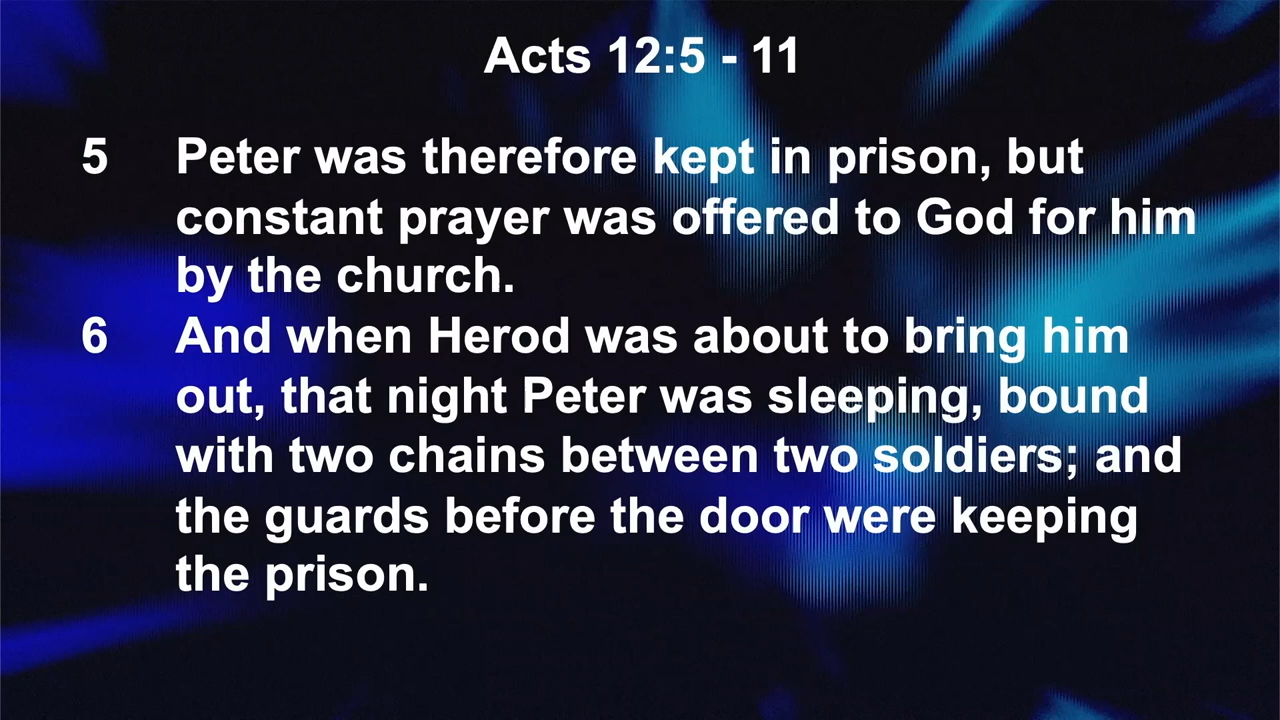 Acts 12:5 - 11
5 Peter was therefore kept in prison, but
constant prayer was offered to God for him
by the church.
6 And when Herod was about to bring him
out, that night Peter was sleeping, bound
with two chains between two soldiers; and
the guards before the door were keeping
the prison.